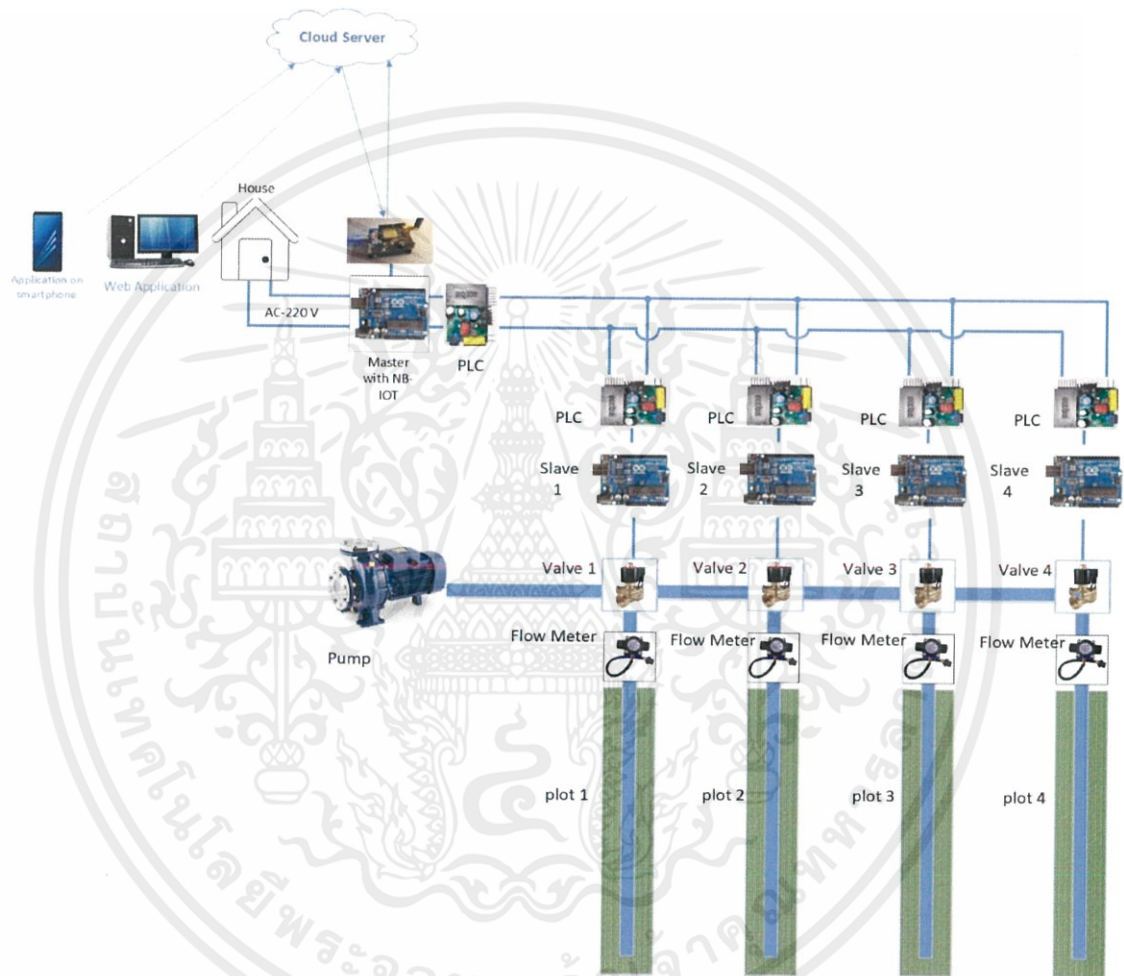 Cloud Server
House
Application on
smartphone
Web Application
AC-220 V
Master
with NB-
IOT
PLC
PLC
PLC
PLC
PLC
Slave
1
Slave
2
Slave
3
Slave
4
Valve 1
Valve 2
Valve 3
Valve 4
Flow Meter
Flow Meter
Flow Meter
Flow Meter
Pump
plot 1
plot 2
plot 3
plot 4